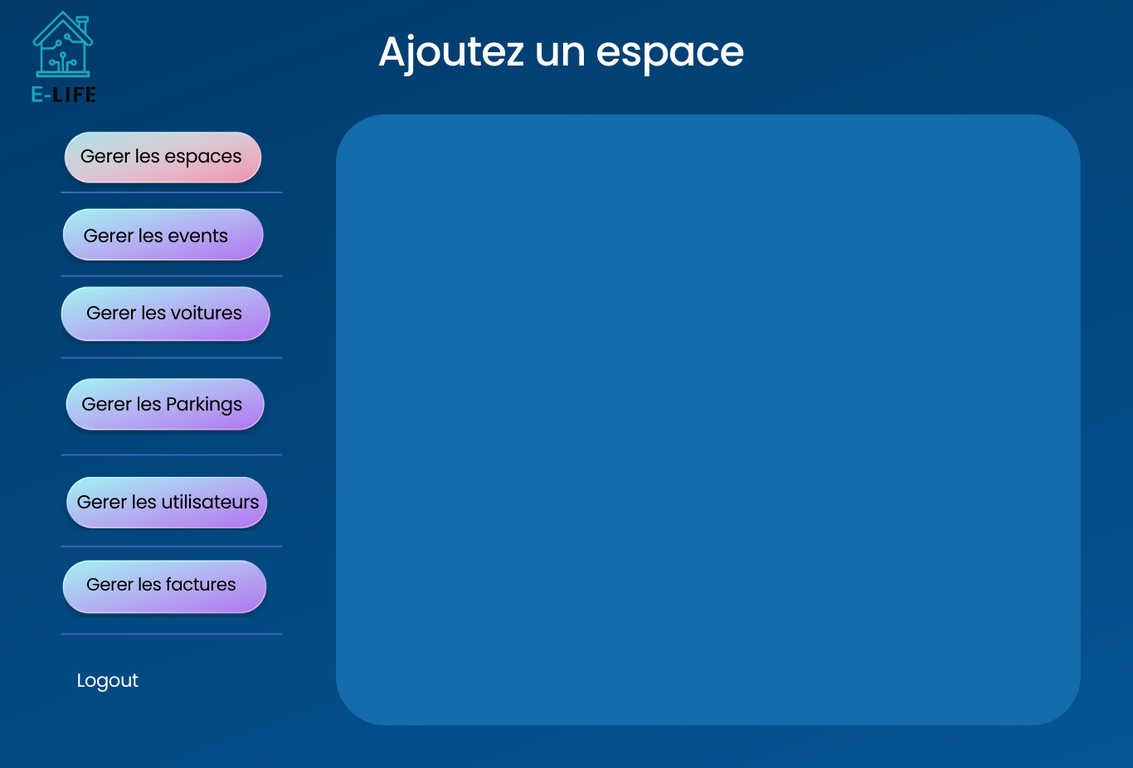 E-LIFE
Ajoutez un espace
Gerer les espaces
Gerer les events
Gerer les voitures
Gerer les Parkings
Gerer les utilisateurs
Gerer les factures
Logout